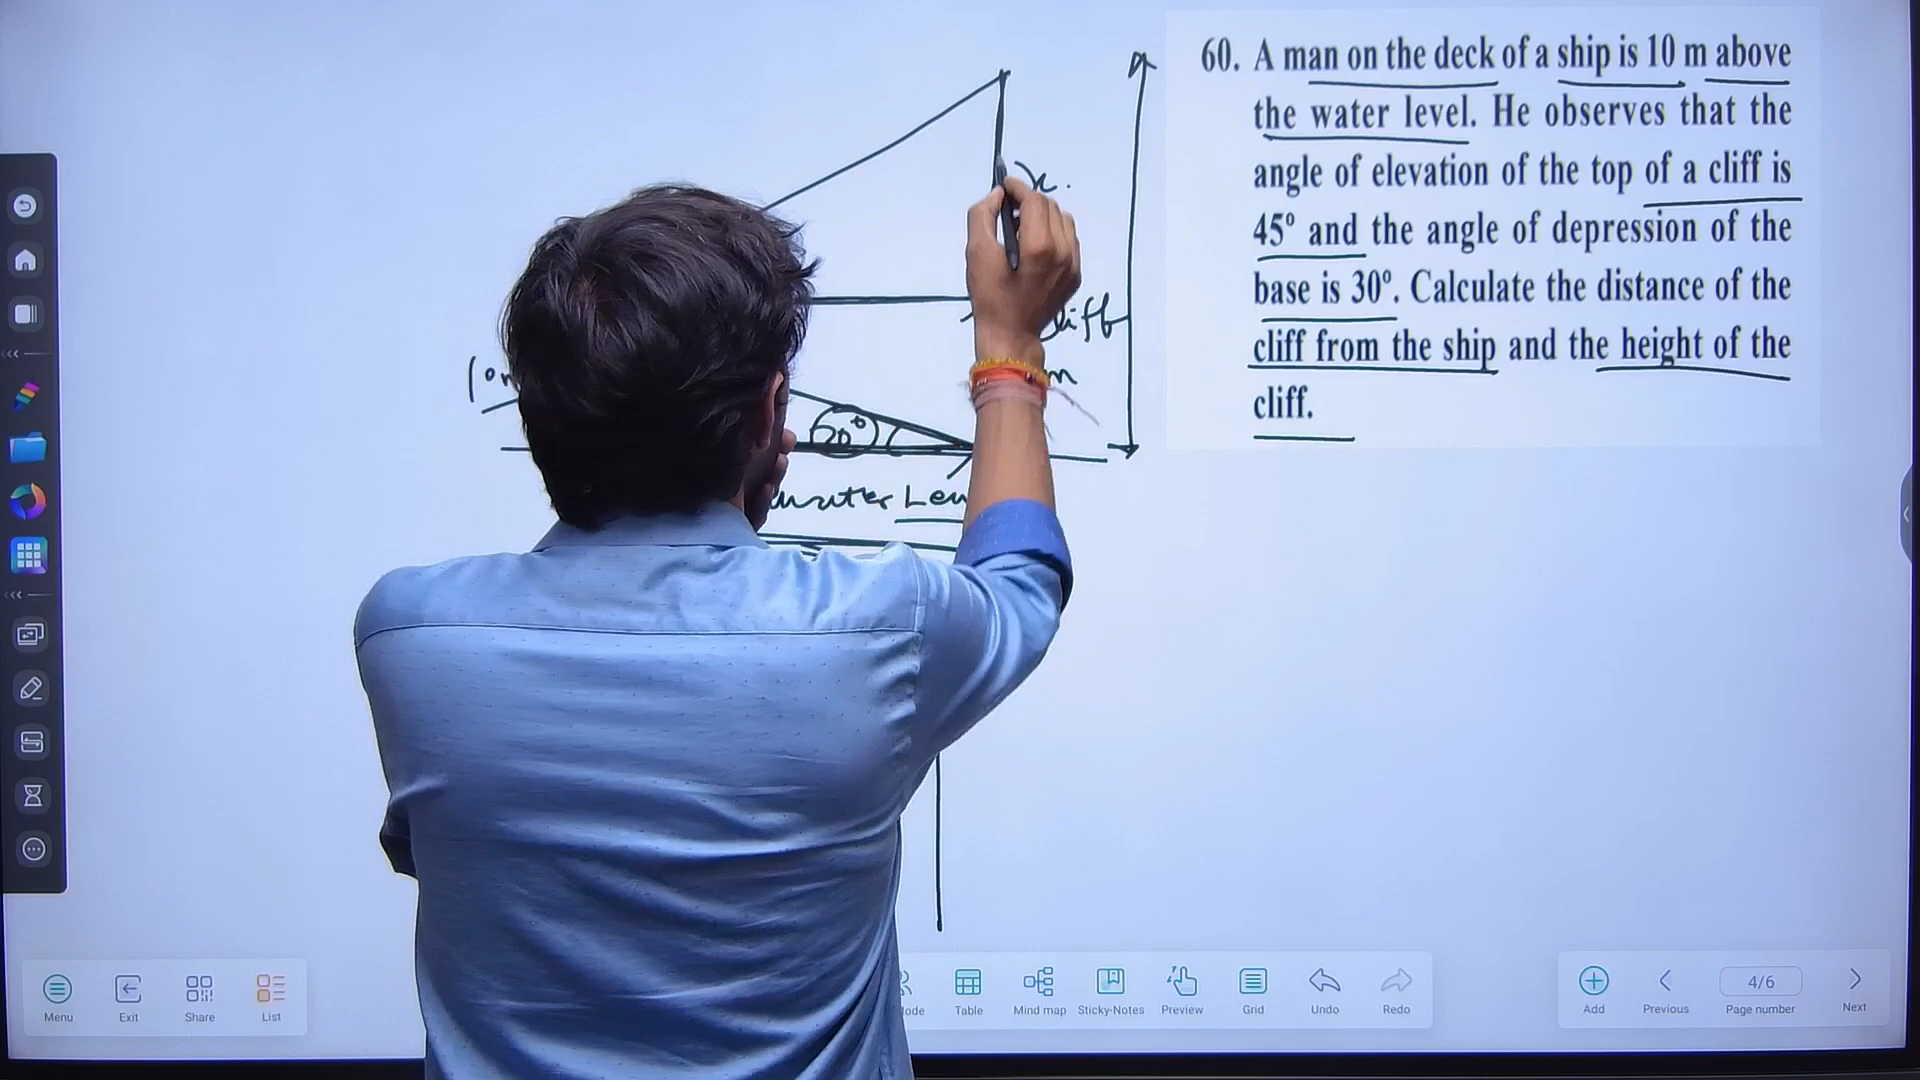 60. A man on the deck of a ship is 10 m above
the water level. He observes that the
angle of elevation of the top of a cliff is
45° and the angle of depression of the
base is 30°. Calculate the distance of the
cliff from the ship and the height of the
cliff.
x.
water
Menu
Exit
Share
List
Table
Mind map
Sticky-Notes
Preview
Grid
Undo
Redo
Add
Previous
4/6
Page number
Next